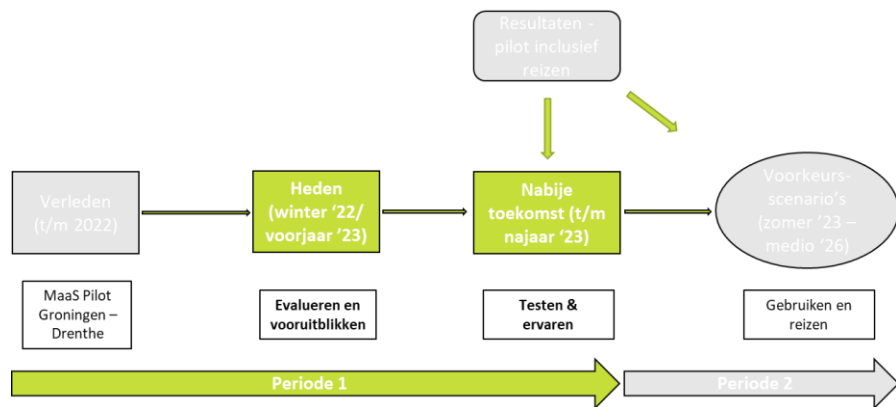 Resultaten -
pilot inclusief
reizen
Verleden
(t/m 2022)
Heden
(winter ‘22/
voorjaar ’23)
Nabije
toekomst (t/m
najaar ‘23)
Voorkeurs-
scenario’s
(zomer ‘23 –
medio ‘26)
MaaS Pilot
Groningen –
Drenthe
Evalueren en
vooruitblikken
Testen &
ervaren
Gebruiken en
reizen
Periode 1
Periode 2